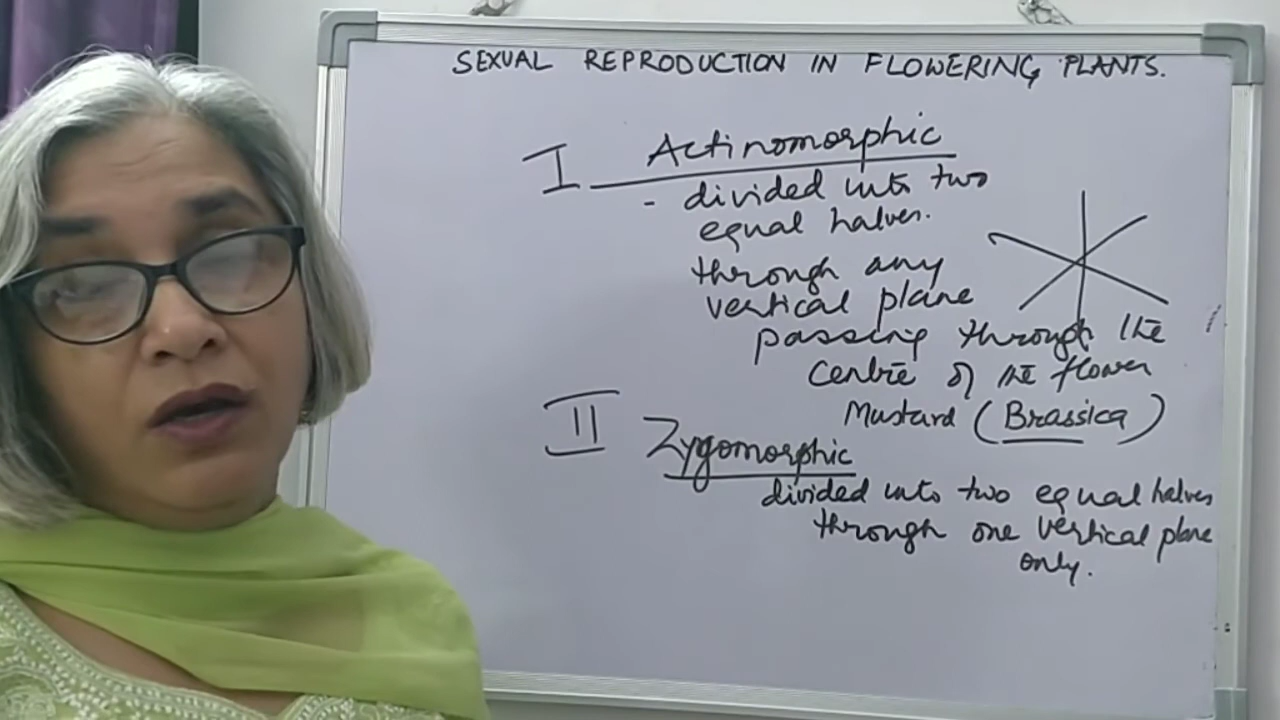 SEXUAL REPRODUCTION IN FLOWERING PLANTS.
I Actinomorphic
- divided into two
equal halves.
through any
vertical plane
passing through the
centre of the flower
Mustard (Brassica)
II Zygomorphic
divided into two equal halves
through one vertical plane
only.